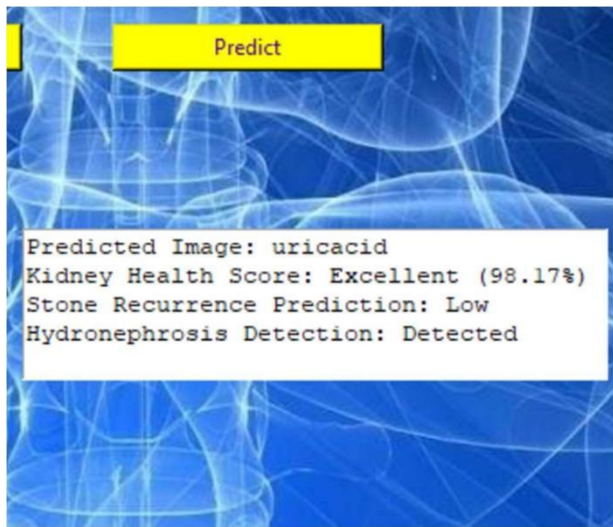 Predict
Predicted Image: uricacid
Kidney Health Score: Excellent (98.17%)
Stone Recurrence Prediction: Low
Hydronephrosis Detection: Detected